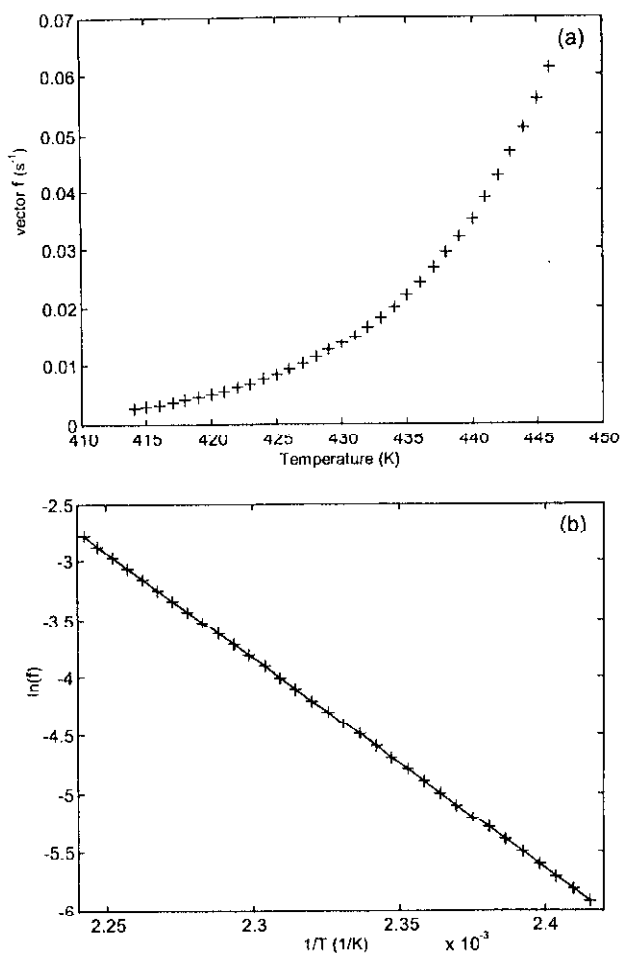 (a)
0.07
0.06
0.05
0.04
0.03
0.02
0.01
0
vector f (s⁻¹)
410 415 420 425 430 435 440 445 450
Temperature (K)
(b)
-2.5
-3
-3.5
-4
-4.5
-5
-5.5
-6
ln(f)
2.25 2.3 2.35 2.4
1/T (1/K) x 10⁻³